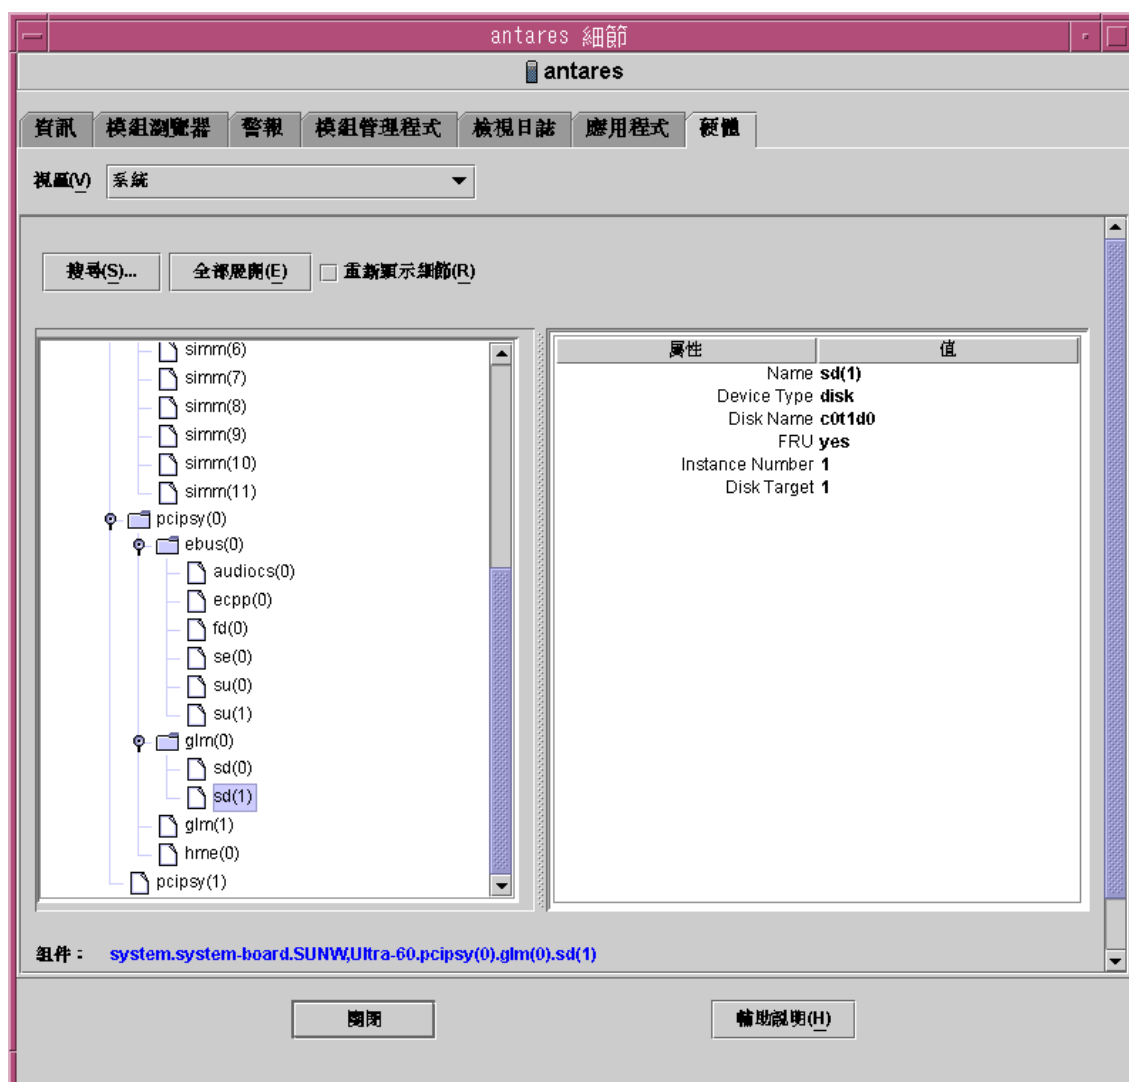 antares 細節
antares
資訊 模組瀏覽器 警報 模組管理程式 檢視日誌 應用程式 硬體
視區(V) 系統
搜尋(S)... 全部展開(E) 重新顯示細節(R)
simm(6)
simm(7)
simm(8)
simm(9)
simm(10)
simm(11)
pcipsy(0)
ebus(0)
audiocs(0)
ecpp(0)
fd(0)
se(0)
su(0)
su(1)
glm(0)
sd(0)
sd(1)
glm(1)
hme(0)
pcipsy(1)
屬性 值
Name sd(1)
Device Type disk
Disk Name c0t1d0
FRU yes
Instance Number 1
Disk Target 1
組件： system.system-board.SUNW,Ultra-60.pcipsy(0).glm(0).sd(1)
關閉 輔助說明(H)